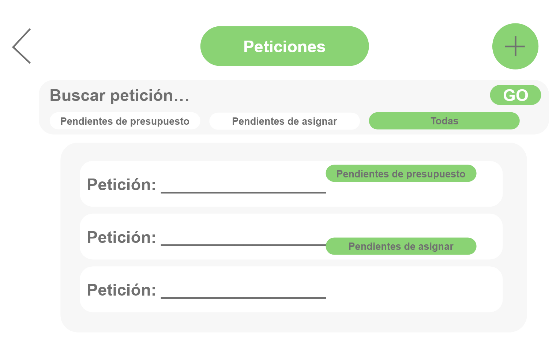 Peticiones
Buscar petición...
GO
Pendientes de presupuesto
Pendientes de asignar
Todas
Petición:
Pendientes de presupuesto
Petición:
Pendientes de asignar
Petición: